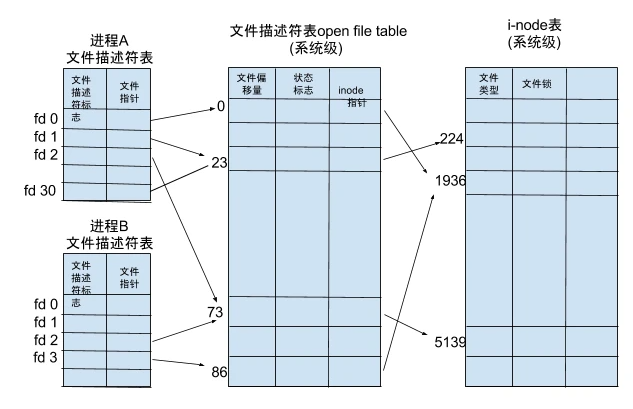 进程A
文件描述符表
文件
描述
符标
志
文件
指针
fd 0
fd 1
fd 2
fd 30
进程B
文件描述符表
文件
描述
符标
志
文件
指针
fd 0
fd 1
fd 2
fd 3
文件描述符表open file table
(系统级)
文件偏
移量
状态
标志
inode
指针
0
23
73
86
i-node表
(系统级)
文件
类型
文件锁
224
1936
5139